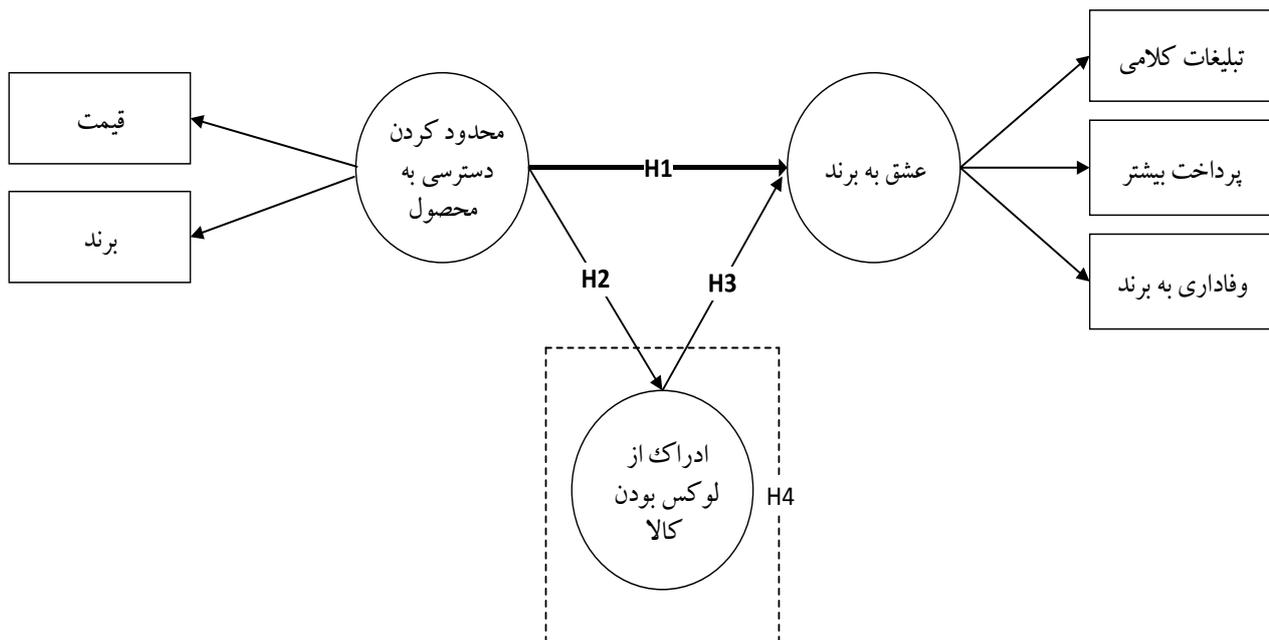 تبلیغات کلامی
قیمت
محدود کردن
دسترسی به
محصول
H1
عشق به برند
پرداخت بیشتر
برند
H2
H3
وفاداری به برند
ادراک از
لوکس بودن
کالا
H4